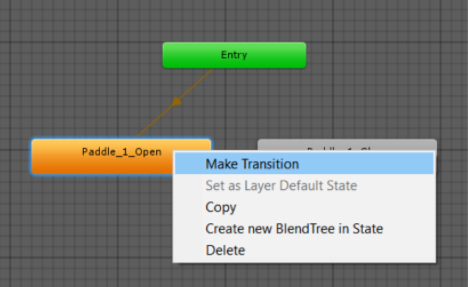 Entry
Paddle_1_Open
Make Transition
Set as Layer Default State
Copy
Create new BlendTree in State
Delete